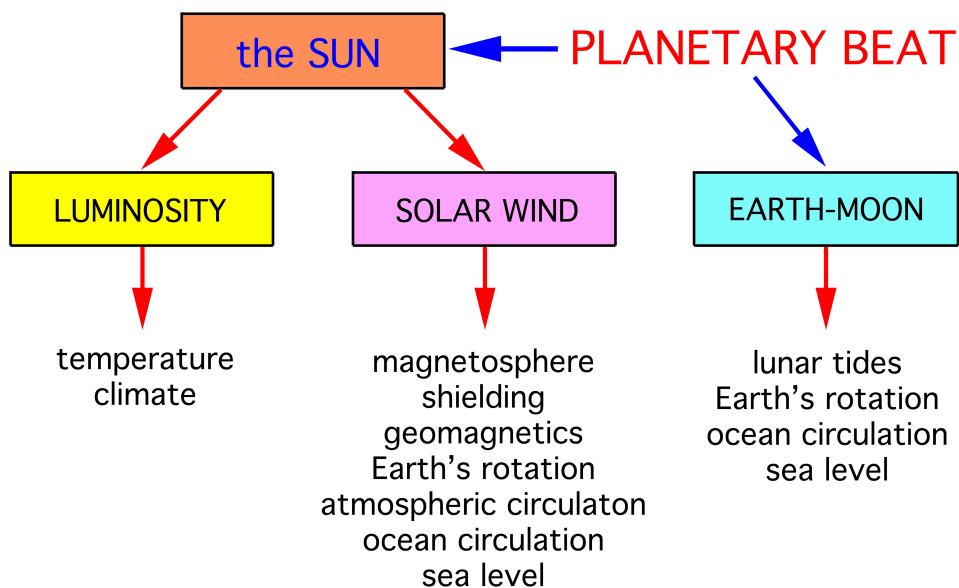 the SUN
PLANETARY BEAT
LUMINOSITY
SOLAR WIND
EARTH-MOON
temperature
climate
magnetosphere
shielding
geomagnetics
Earth's rotation
atmospheric circulaton
ocean circulation
sea level
lunar tides
Earth's rotation
ocean circulation
sea level